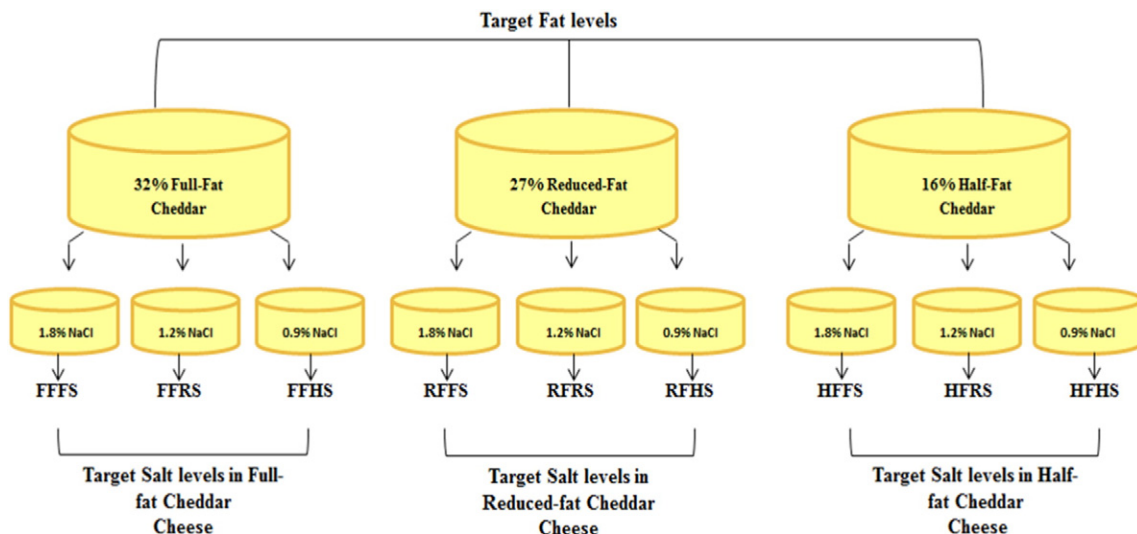 Target Fat levels
32% Full-Fat
Cheddar
27% Reduced-Fat
Cheddar
16% Half-Fat
Cheddar
1.8% NaCl
1.2% NaCl
0.9% NaCl
1.8% NaCl
1.2% NaCl
0.9% NaCl
1.8% NaCl
1.2% NaCl
0.9% NaCl
FFFS
FFRS
FFHS
RFFS
RFRS
RFHS
HFFS
HFRS
HFHS
Target Salt levels in Full-
fat Cheddar
Cheese
Target Salt levels in
Reduced-fat Cheddar
Cheese
Target Salt levels in Half-
fat Cheddar
Cheese